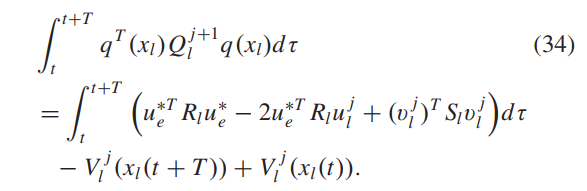 ∫_t^{t+T} q^T(x_l)Q_l^{j+1}q(x_l)dτ (34)
= ∫_t^{t+T} (u_e^{*T} R_l u_e^* − 2u_e^{*T} R_l u_l^j + (υ_l^j)^T S_l υ_l^j)dτ
− V_l^j(x_l(t + T)) + V_l^j(x_l(t)).